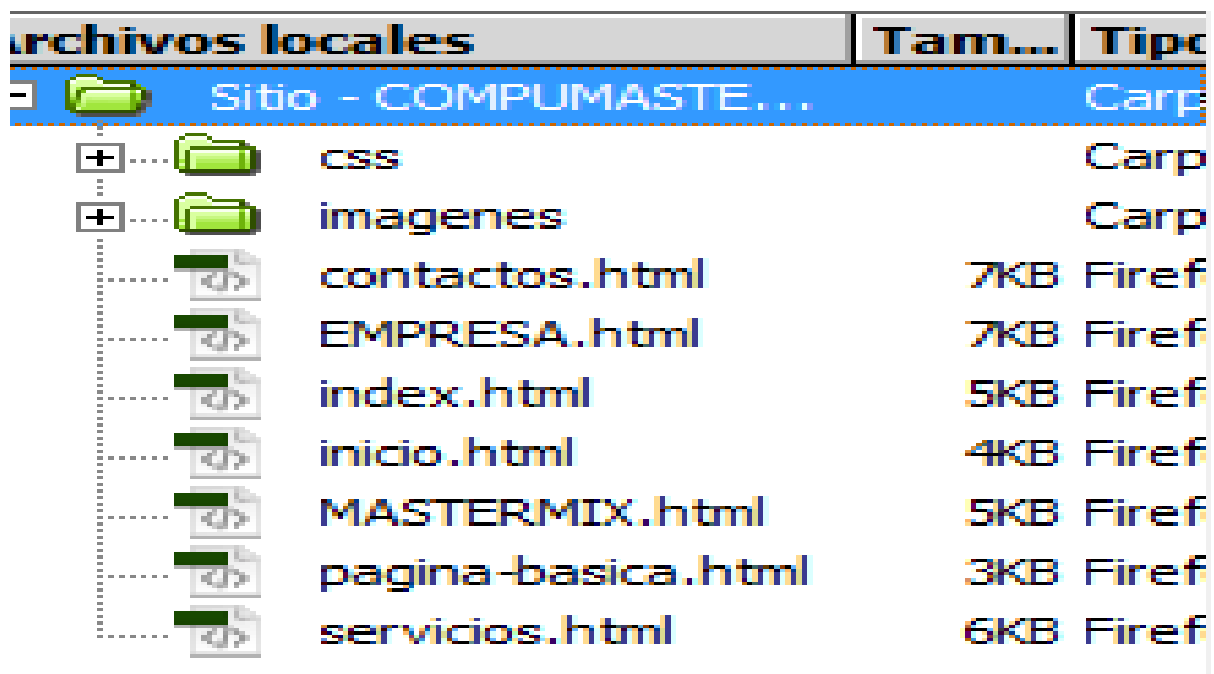 rchivos locales Tam... Tipo
Sitio - COMPUMASTE... Carp
css Carp
imagenes Carp
contactos.html 7KB Firef
EMPRESA.html 7KB Firef
index.html 5KB Firef
inicio.html 4KB Firef
MASTERMIX.html 5KB Firef
pagina-basica.html 3KB Firef
servicios.html 6KB Firef